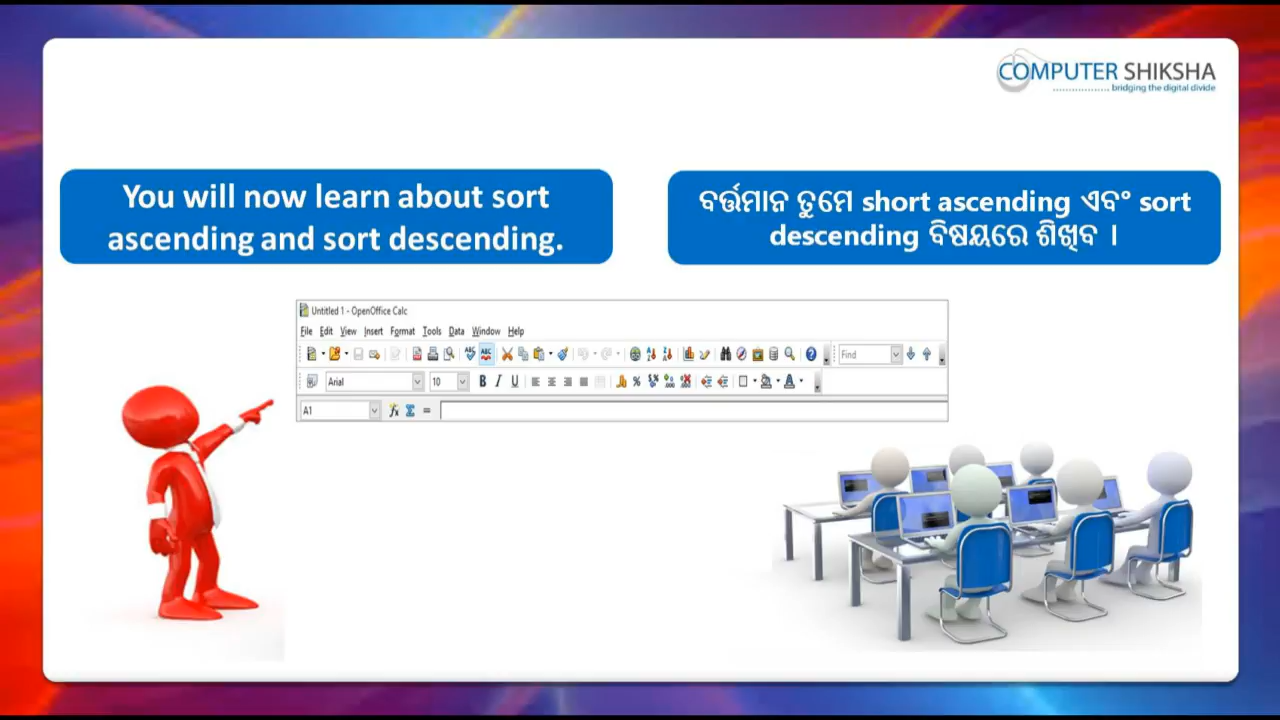 COMPUTER SHIKSHA
bridging the digital divide
You will now learn about sort
ascending and sort descending.
ବର୍ତ୍ତମାନ ତୁମେ short ascending ଏବଂ sort
descending ବିଷୟରେ ଶିଖିବ ।
Untitled 1 - OpenOffice Calc
File Edit View Insert Format Tools Data Window Help
Find
Arial 10 B I U
A1